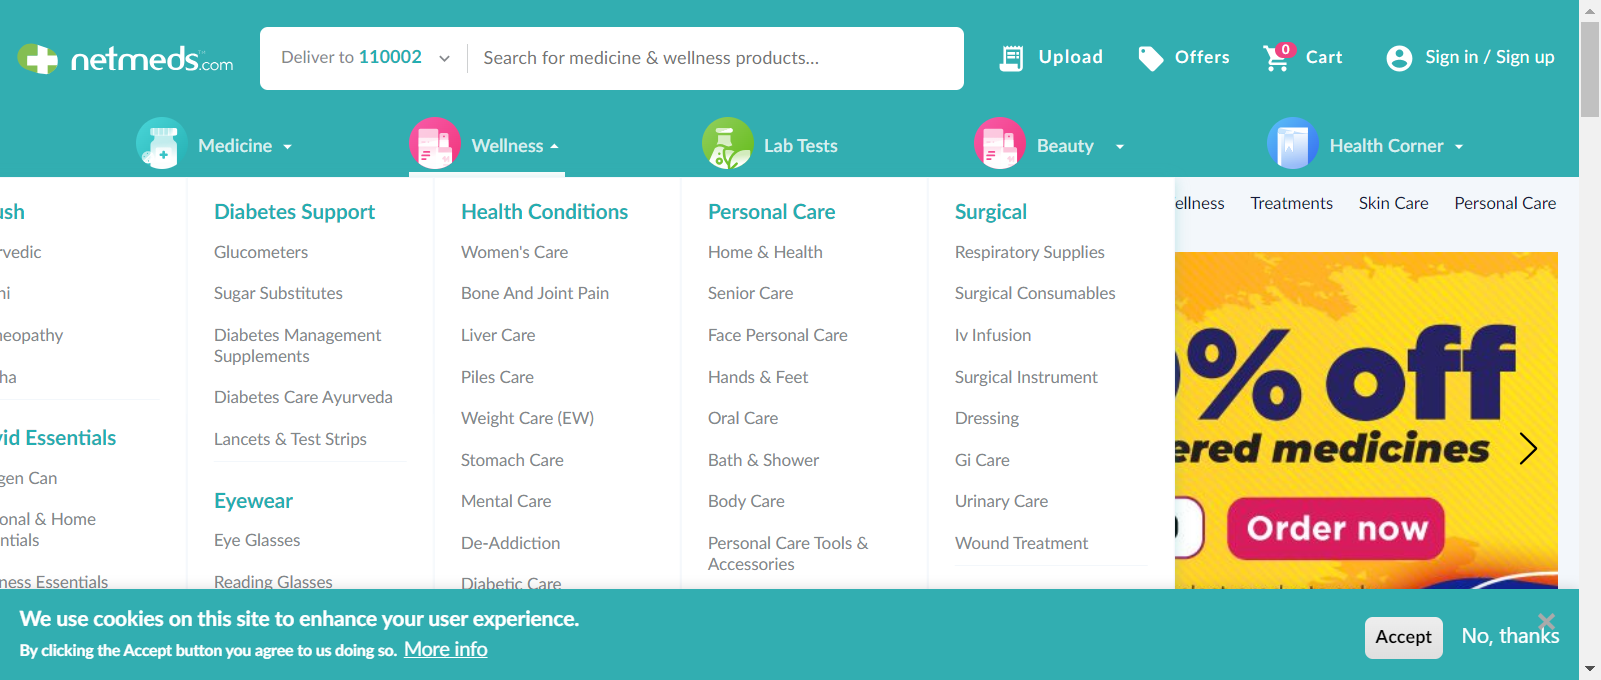 netmeds.com
Deliver to 110002
Search for medicine & wellness products...
Upload
Offers
0
Cart
Sign in / Sign up
Medicine
Wellness
Lab Tests
Beauty
Health Corner
ush
rvedic
ni
neopathy
ha
vid Essentials
gen Can
onal & Home
ntials
ness Essentials
Diabetes Support
Glucometers
Sugar Substitutes
Diabetes Management
Supplements
Diabetes Care Ayurveda
Lancets & Test Strips
Eyewear
Eye Glasses
Reading Glasses
Health Conditions
Women's Care
Bone And Joint Pain
Liver Care
Piles Care
Weight Care (EW)
Stomach Care
Mental Care
De-Addiction
Diabetic Care
Personal Care
Home & Health
Senior Care
Face Personal Care
Hands & Feet
Oral Care
Bath & Shower
Body Care
Personal Care Tools &
Accessories
Surgical
Respiratory Supplies
Surgical Consumables
Iv Infusion
Surgical Instrument
Dressing
Gi Care
Urinary Care
Wound Treatment
ellness
Treatments
Skin Care
Personal Care
% off
ered medicines
Order now
We use cookies on this site to enhance your user experience.
By clicking the Accept button you agree to us doing so. More info
Accept
No, thanks